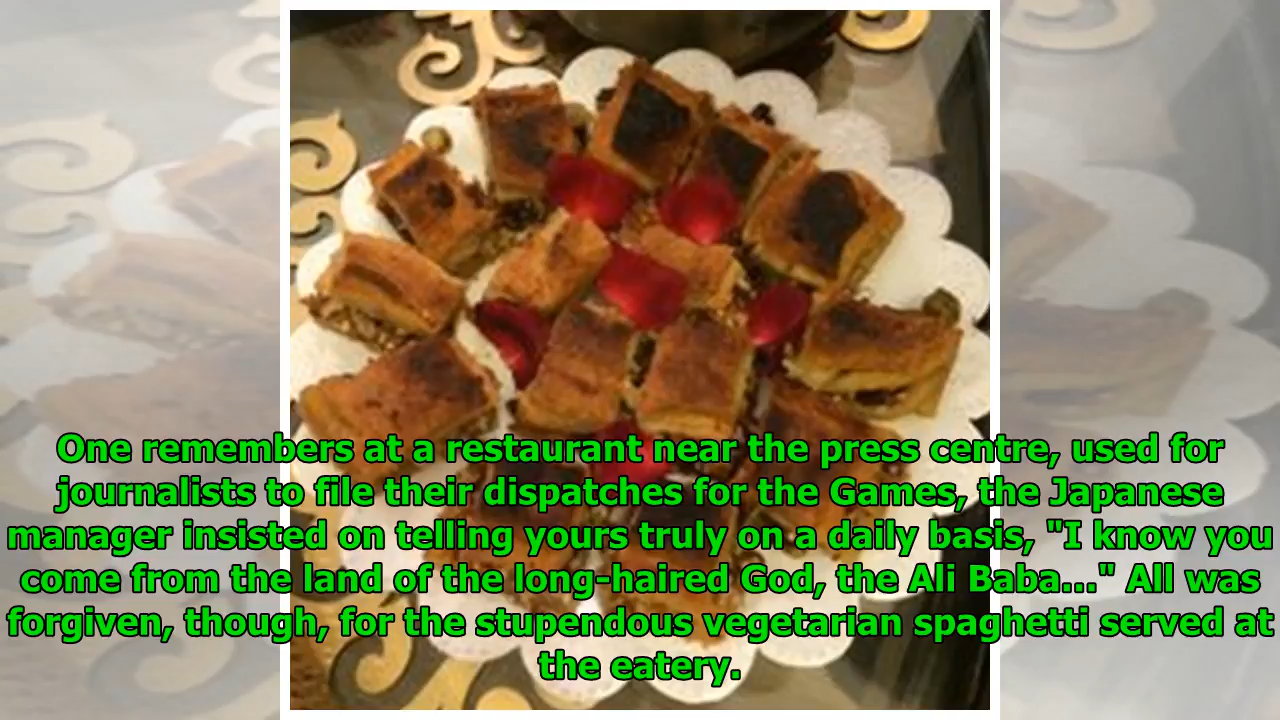 One remembers at a restaurant near the press centre, used for
journalists to file their dispatches for the Games, the Japanese
manager insisted on telling yours truly on a daily basis, "I know you
come from the land of the long-haired God, the Ali Baba..." All was
forgiven, though, for the stupendous vegetarian spaghetti served at
the eatery.